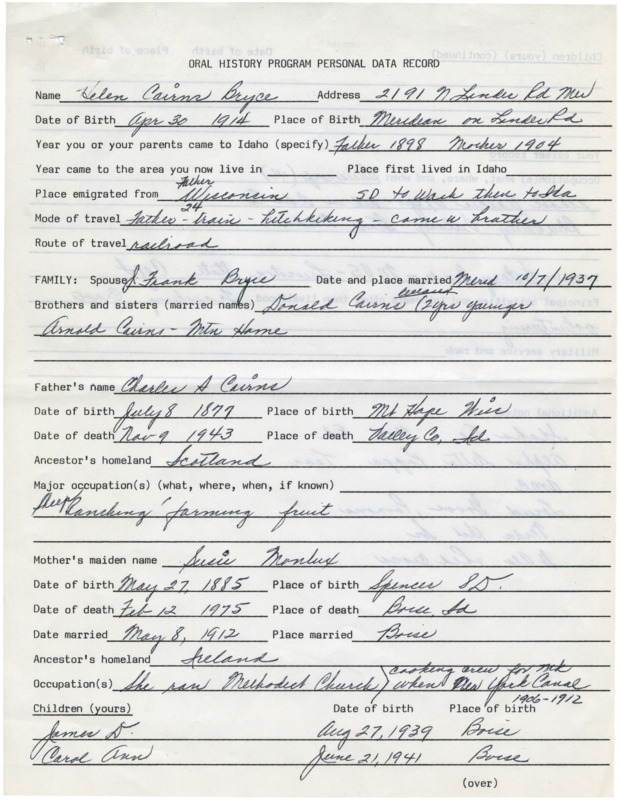 ORAL HISTORY PROGRAM PERSONAL DATA RECORD
Name Helen Cairns Bryce Address 2191 N Linder Rd Mer
Date of Birth Apr 30 1914 Place of Birth Meridian on Linder Rd
Year you or your parents came to Idaho (specify) Father 1898 Mother 1904
Year came to the area you now live in Place first lived in Idaho
Father
Place emigrated from Wisconsin SD to Wash then to Ida
24
Mode of travel Father - train - hitchhiking - came w brother
Route of travel railroad
FAMILY: Spouse J. Frank Bryce Date and place married Merid 10/7/1937
deceased
Brothers and sisters (married names) Donald Cairns (2 yrs younger
Arnold Cairns - Mtn Home
Father's name Charles A Cairns
Date of birth July 8 1877 Place of birth Mt Hope Wisc
Date of death Nov 9 1943 Place of death Valley Co, Id
Ancestor's homeland Scotland
Major occupation(s) (what, where, when, if known)
Sheep Ranching farming fruit
Mother's maiden name Susie Monlux
Date of birth May 27, 1885 Place of birth Spencer S.D.
Date of death Feb 12 1975 Place of death Boise, Id
Date married May 8, 1912 Place married Boise
Ancestor's homeland Ireland
cooking crew for
Occupation(s) She ran Methodist Church) when New York Canal
1906-1912
Children (yours) Date of birth Place of birth
James D. Aug 27, 1939 Boise
Carol Ann June 21, 1941 Boise
(over)